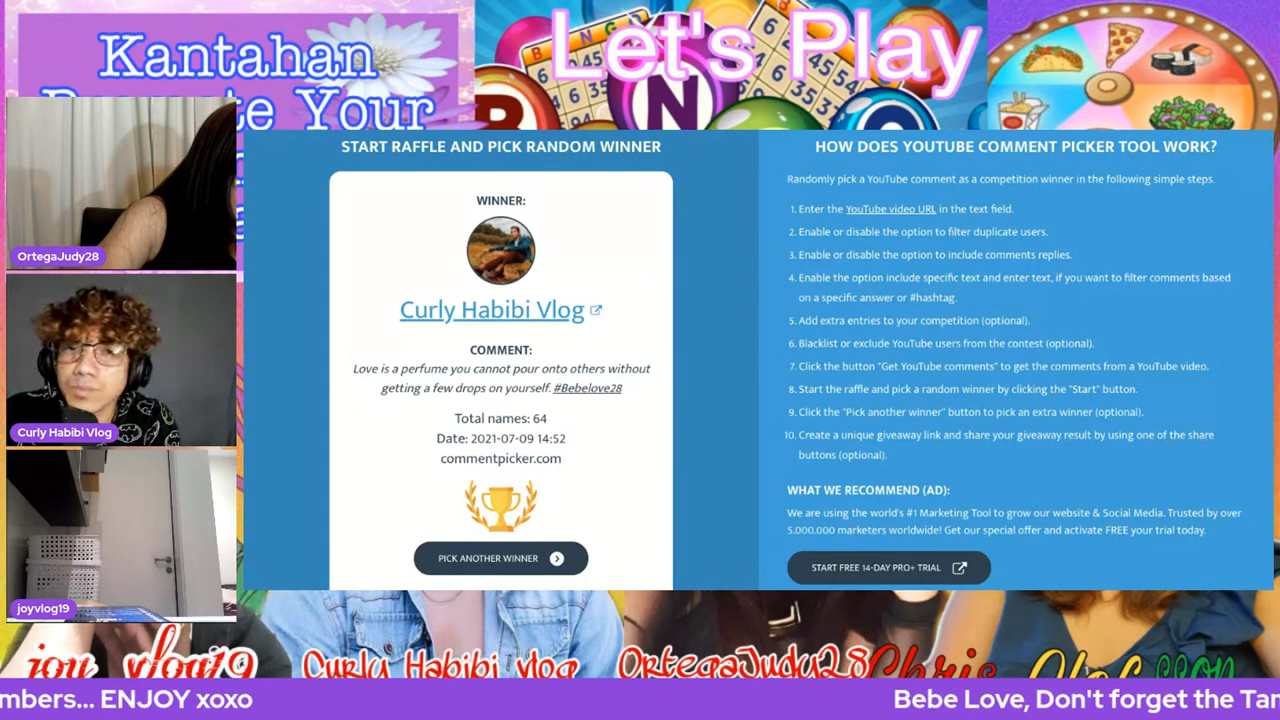 Kantahan
Promote Your
Let's Play
BINGO
OrtegaJudy28
Curly Habibi Vlog
joyvlog19
START RAFFLE AND PICK RANDOM WINNER
WINNER:
Curly Habibi Vlog
COMMENT:
Love is a perfume you cannot pour onto others without
getting a few drops on yourself. #Bebelove28
Total names: 64
Date: 2021-07-09 14:52
commentpicker.com
PICK ANOTHER WINNER
HOW DOES YOUTUBE COMMENT PICKER TOOL WORK?
Randomly pick a YouTube comment as a competition winner in the following simple steps.
1. Enter the YouTube video URL in the text field.
2. Enable or disable the option to filter duplicate users.
3. Enable or disable the option to include comments replies.
4. Enable the option include specific text and enter text, if you want to filter comments based
on a specific answer or #hashtag.
5. Add extra entries to your competition (optional).
6. Blacklist or exclude YouTube users from the contest (optional).
7. Click the button "Get YouTube comments" to get the comments from a YouTube video.
8. Start the raffle and pick a random winner by clicking the "Start" button.
9. Click the "Pick another winner" button to pick an extra winner (optional).
10. Create a unique giveaway link and share your giveaway result by using one of the share
buttons (optional).
WHAT WE RECOMMEND (AD):
We are using the world's #1 Marketing Tool to grow our website & Social Media. Trusted by over
5.000.000 marketers worldwide! Get our special offer and activate FREE your trial today.
START FREE 14-DAY PRO+ TRIAL
joy vlog19
Curly Habibi vlog
OrtegaJudy28
Chris
mbers... ENJOY xoxo
Bebe Love, Don't forget the Tam